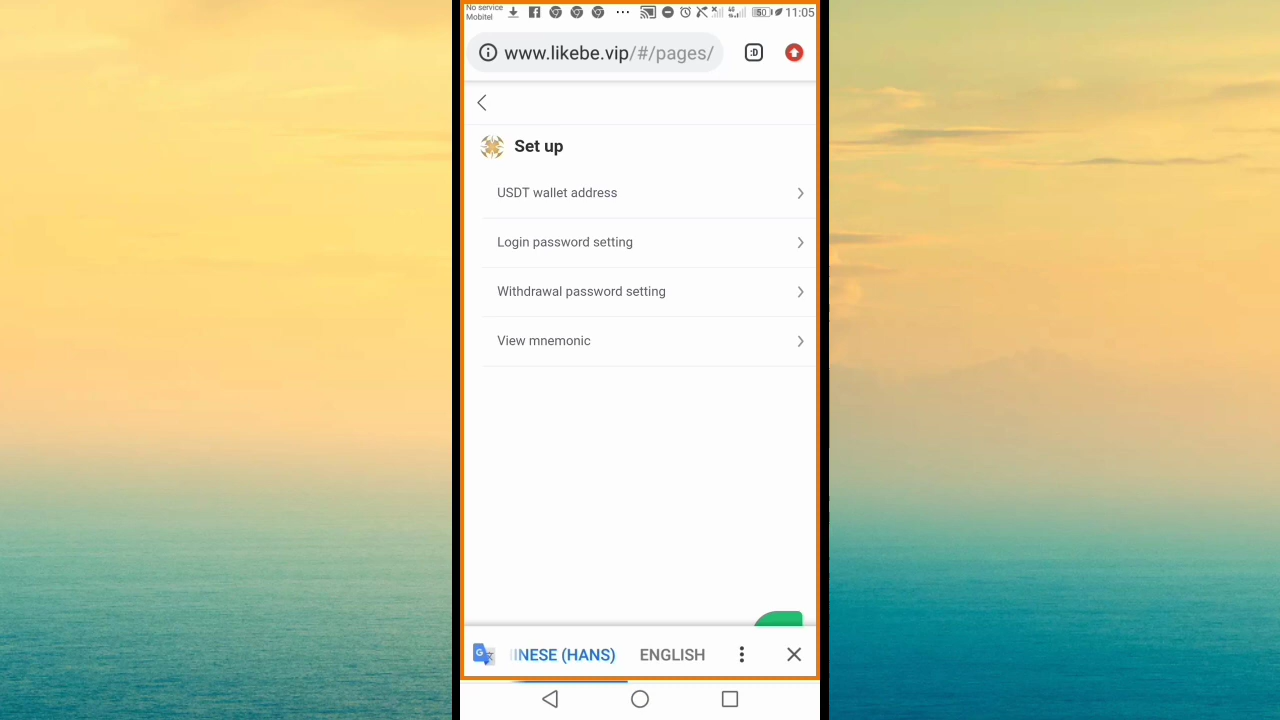 No service
Mobitel
50 11:05
www.likebe.vip/#/pages/
:D
Set up
USDT wallet address
Login password setting
Withdrawal password setting
View mnemonic
INESE (HANS) ENGLISH